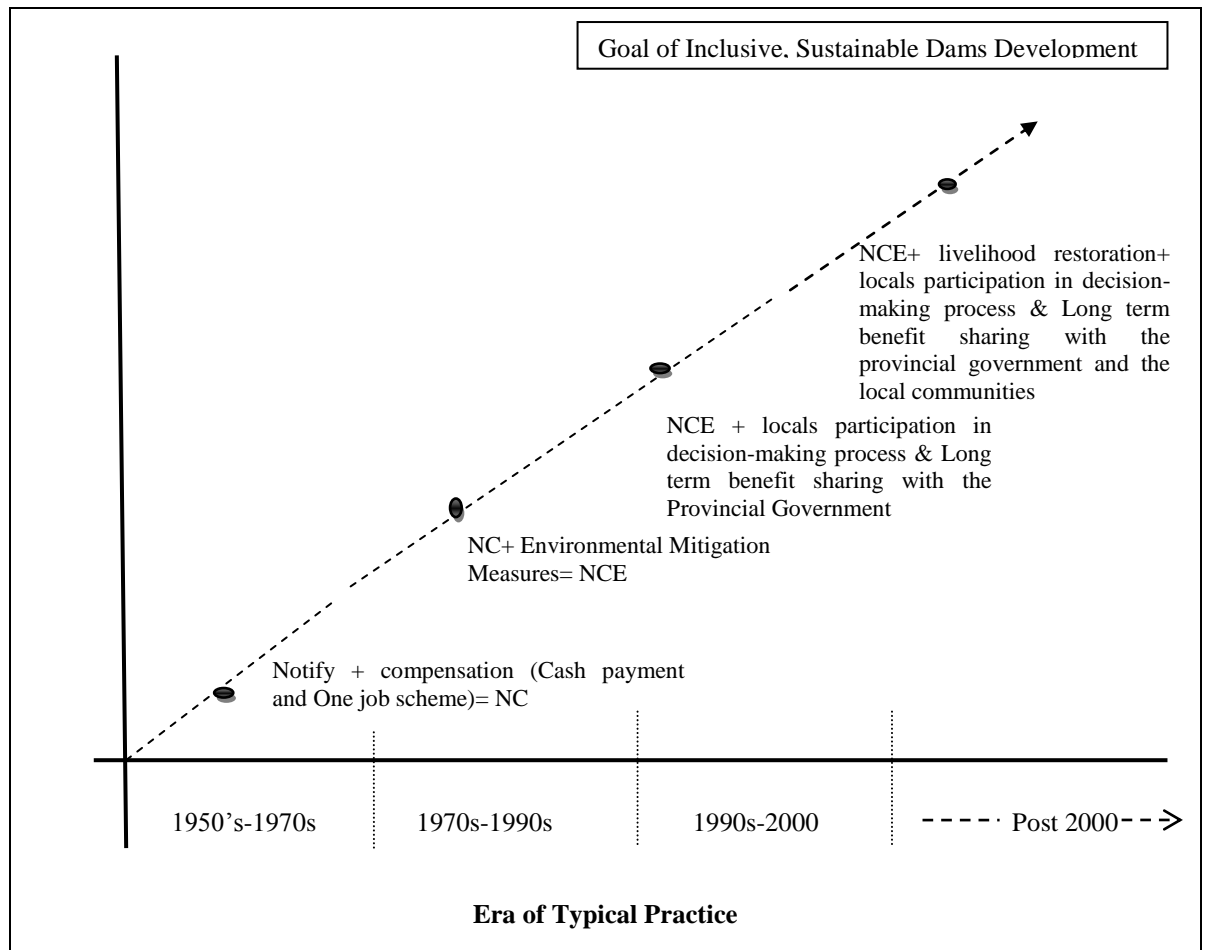 Goal of Inclusive, Sustainable Dams Development
NCE+ livelihood restoration+
locals participation in decision-
making process & Long term
benefit sharing with the
provincial government and the
local communities
NCE + locals participation in
decision-making process & Long
term benefit sharing with the
Provincial Government
NC+ Environmental Mitigation
Measures= NCE
Notify + compensation (Cash payment
and One job scheme)= NC
1950’s-1970s
1970s-1990s
1990s-2000
Post 2000
Era of Typical Practice